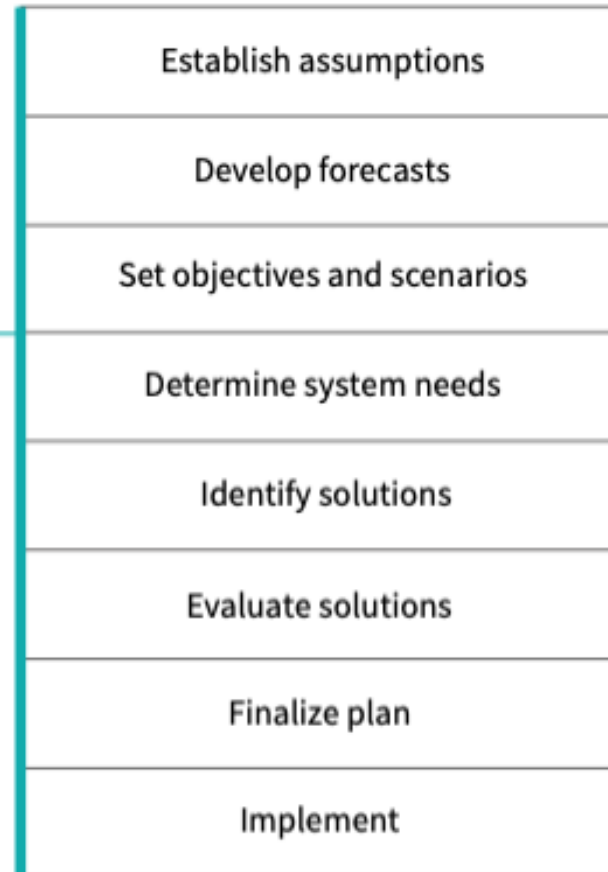 Establish assumptions
Develop forecasts
Set objectives and scenarios
Determine system needs
Identify solutions
Evaluate solutions
Finalize plan
Implement